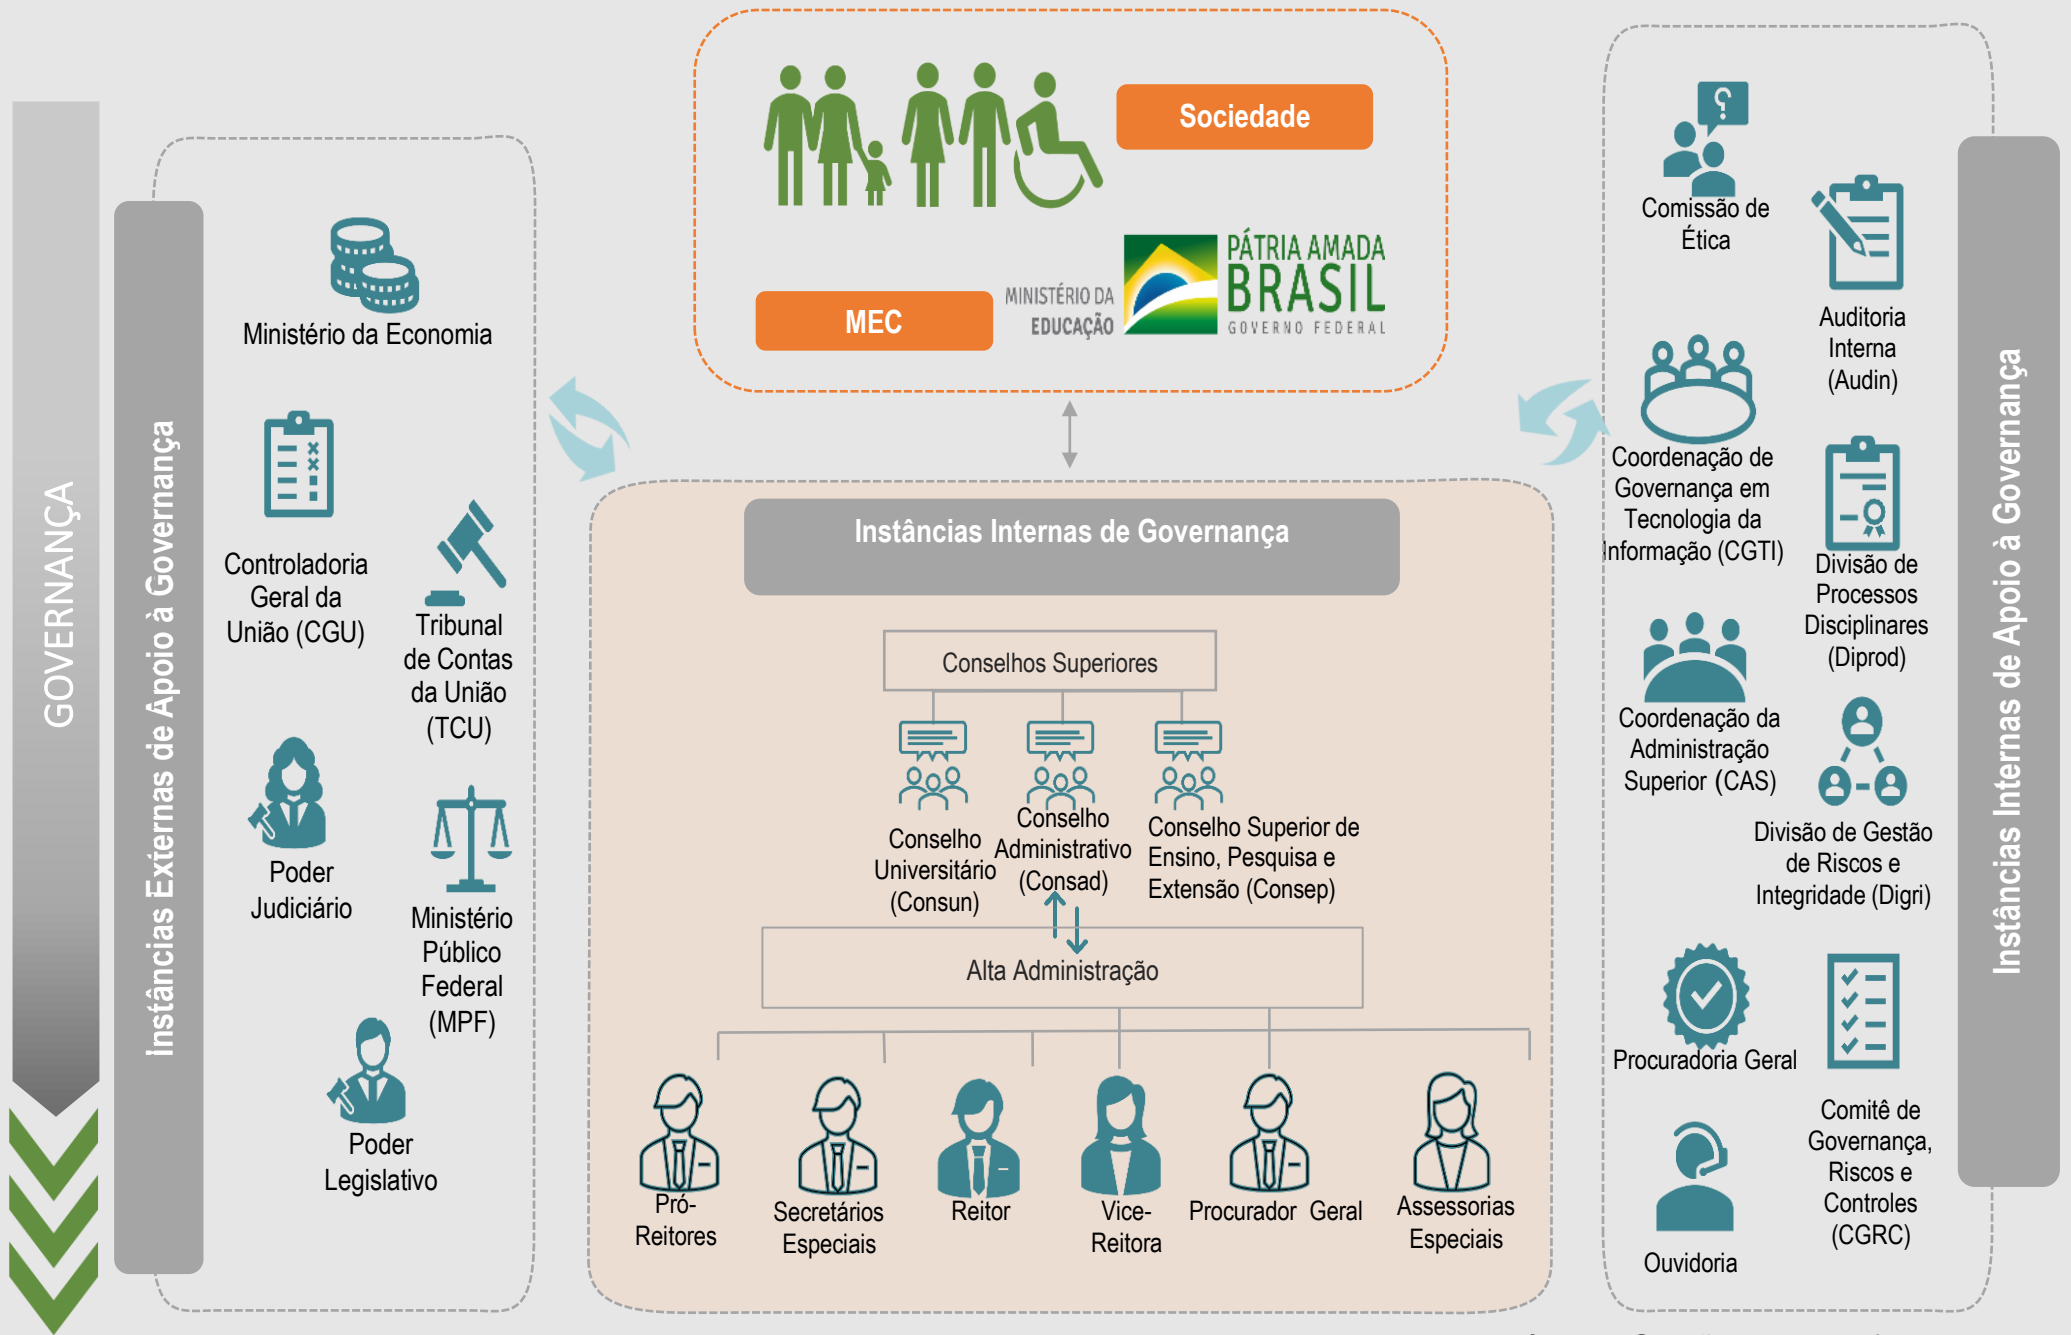 GOVERNANÇA
Instâncias Externas de Apoio à Governança
Ministério da Economia
Controladoria
Geral da
União (CGU)
Tribunal
de Contas
da União
(TCU)
Poder
Judiciário
Ministério
Público
Federal
(MPF)
Poder
Legislativo
Sociedade
MEC
MINISTÉRIO DA
EDUCAÇÃO
PÁTRIA AMADA
BRASIL
GOVERNO FEDERAL
Instâncias Internas de Governança
Conselhos Superiores
Conselho
Universitário
(Consun)
Conselho
Administrativo
(Consad)
Conselho Superior de
Ensino, Pesquisa e
Extensão (Consep)
Alta Administração
Pró-
Reitores
Secretários
Especiais
Reitor
Vice-
Reitora
Procurador Geral
Assessorias
Especiais
Comissão de
Ética
Auditoria
Interna
(Audin)
Coordenação de
Governança em
Tecnologia da
Informação (CGTI)
Divisão de
Processos
Disciplinares
(Diprod)
Coordenação da
Administração
Superior (CAS)
Divisão de Gestão
de Riscos e
Integridade (Digri)
Procuradoria Geral
Comitê de
Governança,
Riscos e
Controles
(CGRC)
Ouvidoria
Instâncias Internas de Apoio à Governança